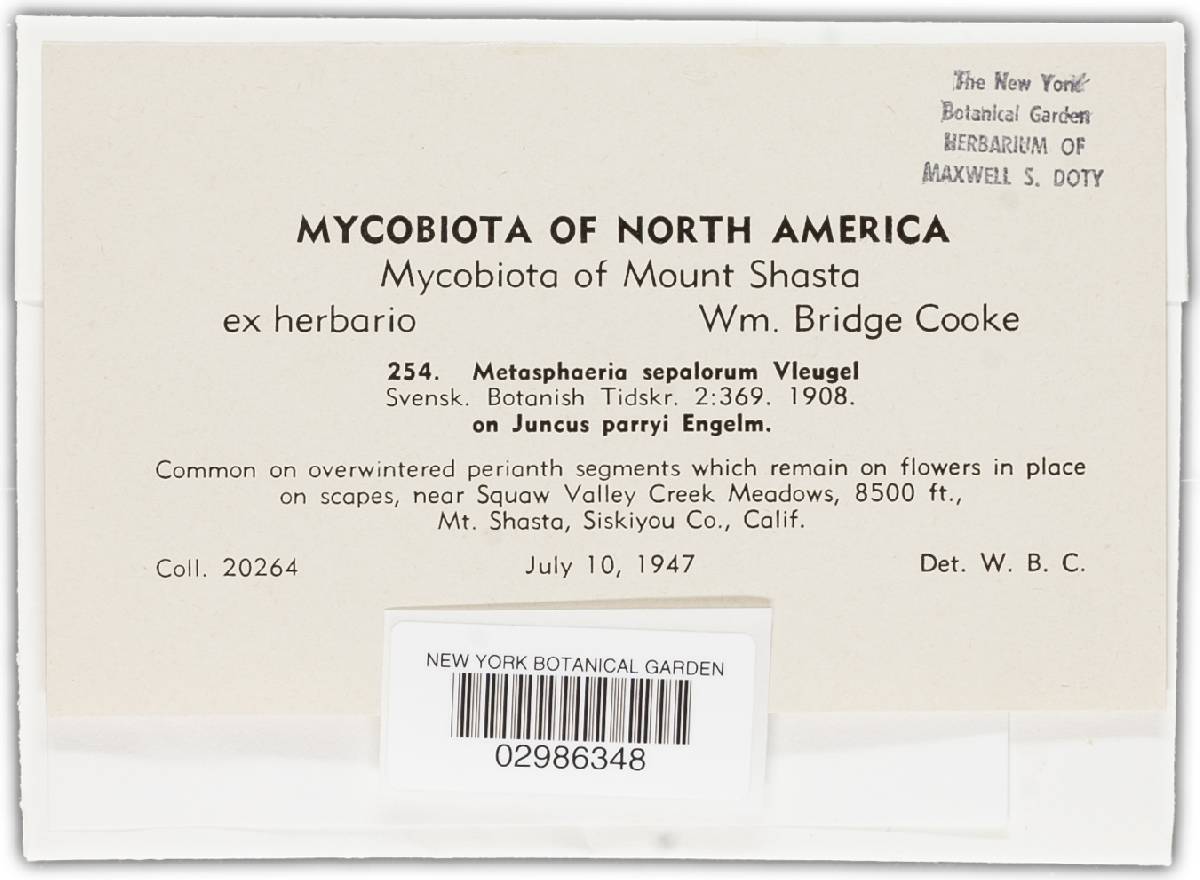 The New York
Botanical Garden
HERBARIUM OF
MAXWELL S. DOTY
MYCOBIOTA OF NORTH AMERICA
Mycobiota of Mount Shasta
ex herbario Wm. Bridge Cooke
254. Metasphaeria sepalorum Vleugel
Svensk. Botanish Tidskr. 2:369. 1908.
on Juncus parryi Engelm.
Common on overwintered perianth segments which remain on flowers in place
on scapes, near Squaw Valley Creek Meadows, 8500 ft.,
Mt. Shasta, Siskiyou Co., Calif.
Coll. 20264 July 10, 1947 Det. W. B. C.
NEW YORK BOTANICAL GARDEN
02986348